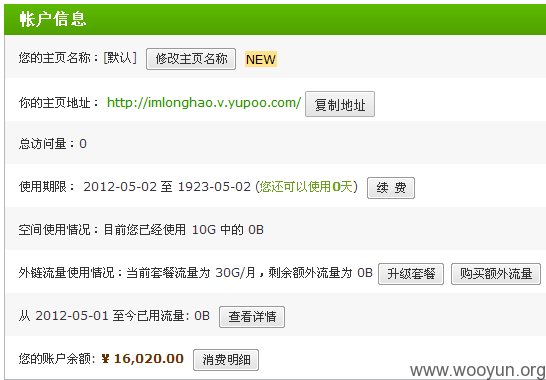 帐户信息
您的主页名称：[默认] 修改主页名称 NEW
你的主页地址： http://imlonghao.v.yupoo.com/ 复制地址
总访问量：0
使用期限： 2012-05-02 至 1923-05-02 (您还可以使用0天) 续 费
空间使用情况：目前您已经使用 10G 中的 0B
外链流量使用情况：当前套餐流量为 30G/月，剩余额外流量为 0B 升级套餐 购买额外流量
从 2012-05-01 至今已用流量: 0B 查看详情
您的账户余额: ¥ 16,020.00 消费明细
www.wooyun.org